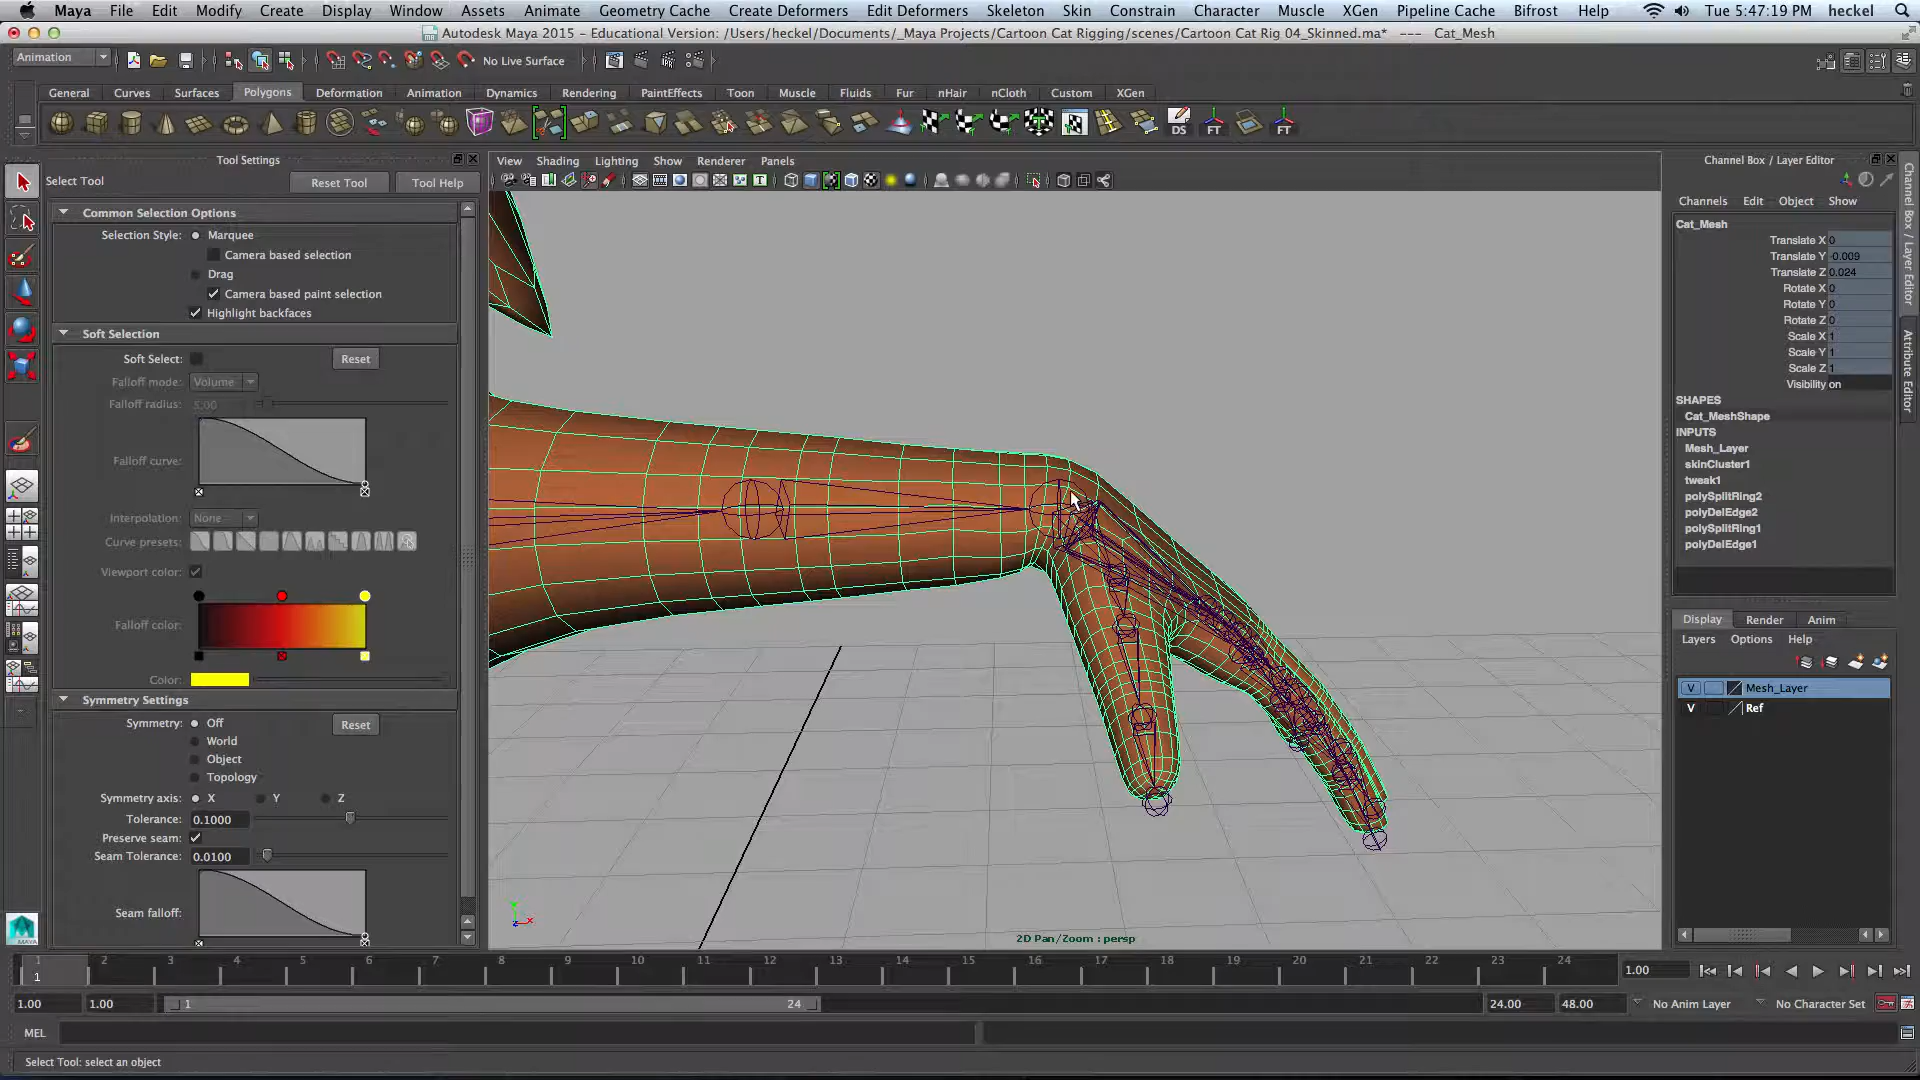 Maya File Edit Modify Create Display Window Assets Animate Geometry Cache Create Deformers Edit Deformers Skeleton Skin Constrain Character Muscle XGen Pipeline Cache Bifrost Help Tue 5:47:19 PM heckel
Autodesk Maya 2015 - Educational Version: /Users/heckel/Documents/_Maya Projects/Cartoon Cat Rigging/scenes/Cartoon Cat Rig 04_Skinned.ma* --- Cat_Mesh
Animation No Live Surface
General Curves Surfaces Polygons Deformation Animation Dynamics Rendering PaintEffects Toon Muscle Fluids Fur nHair nCloth Custom XGen
DS FT FT
Tool Settings
Select Tool Reset Tool Tool Help
Common Selection Options
Selection Style: Marquee
Camera based selection
Drag
Camera based paint selection
Highlight backfaces
Soft Selection
Soft Select: Reset
Falloff mode: Volume
Falloff radius: 5.00
Falloff curve:
Interpolation: None
Curve presets:
Viewport color:
Falloff color:
Color:
Symmetry Settings
Symmetry: Off Reset
World
Object
Topology
Symmetry axis: X Y Z
Tolerance: 0.1000
Preserve seam:
Seam Tolerance: 0.0100
Seam falloff:
MAYA
View Shading Lighting Show Renderer Panels
2D Pan/Zoom : persp
Channel Box / Layer Editor
Channels Edit Object Show
Cat_Mesh
Translate X 0
Translate Y -0.009
Translate Z 0.024
Rotate X 0
Rotate Y 0
Rotate Z 0
Scale X 1
Scale Y 1
Scale Z 1
Visibility on
SHAPES
Cat_MeshShape
INPUTS
Mesh_Layer
skinCluster1
tweak1
polySplitRing2
polyDelEdge2
polySplitRing1
polyDelEdge1
Display Render Anim
Layers Options Help
V Mesh_Layer
V Ref
Channel Box / Layer Editor
Attribute Editor
1 2 3 4 5 6 7 8 9 10 11 12 13 14 15 16 17 18 19 20 21 22 23 24
1 1.00
1.00 1.00 1 24 24.00 48.00 No Anim Layer No Character Set
MEL
Select Tool: select an object